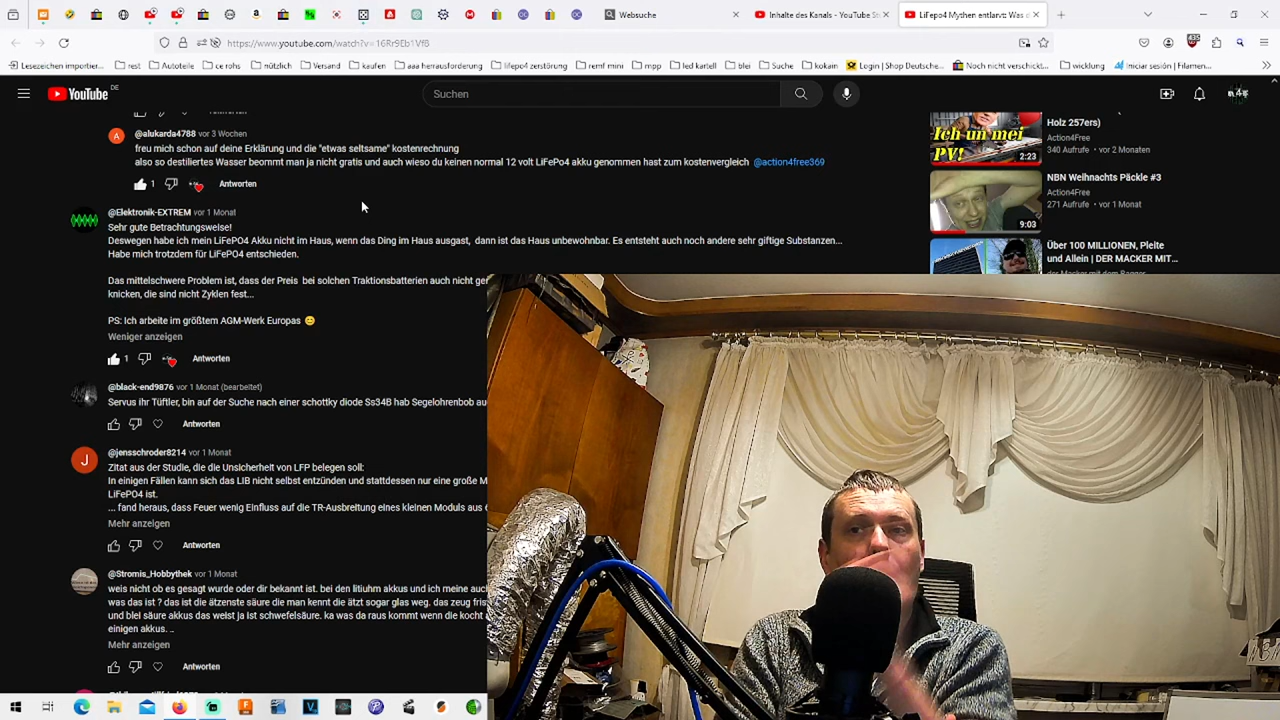 Websuche
Inhalte des Kanals - YouTube St
LiFepo4 Mythen entlarvt: Was
https://www.youtube.com/watch?v=16Rr9Eb1Vf8
Lesezeichen importier...
rest
Autoteile
ce rohs
nützlich
Versand
kaufen
aaa herrausforderung
lifepo4 zerstörung
remf mini
mpp
led kartell
blei
Suche
kokain
Login | Shop Deutsche...
Noch nicht verschickt...
wicklung
Iniciar sesión | Filamen...
YouTube DE
Suchen
@alukarda4788 vor 3 Wochen
freu mich schon auf deine Erklärung und die "etwas seltsame" kostenrechnung
also so destiliertes Wasser beommt man ja nicht gratis und auch wieso du keinen normal 12 volt LiFePo4 akku genommen hast zum kostenvergleich @action4free369
1
Antworten
@Elektronik-EXTREM vor 1 Monat
Sehr gute Betrachtungsweise!
Deswegen habe ich mein LiFePO4 Akku nicht im Haus, wenn das Ding im Haus ausgast, dann ist das Haus unbewohnbar. Es entsteht auch noch andere sehr giftige Substanzen...
Habe mich trotzdem für LiFePO4 entschieden.
Das mittelschwere Problem ist, dass der Preis bei solchen Traktionsbatterien auch nicht ger
knicken, die sind nicht Zyklen fest...
PS: Ich arbeite im größtem AGM-Werk Europas 😊
Weniger anzeigen
1
Antworten
@black-end9876 vor 1 Monat (bearbeitet)
Servus ihr Tüftler, bin auf der Suche nach einer schottky diode Ss34B hab Segelohrenbob au
Antworten
J
@jensschroder8214 vor 1 Monat
Zitat aus der Studie, die die Unsicherheit von LFP belegen soll:
In einigen Fällen kann sich das LIB nicht selbst entzünden und stattdessen nur eine große M
LiFePO4 ist.
... fand heraus, dass Feuer wenig Einfluss auf die TR-Ausbreitung eines kleinen Moduls aus
Mehr anzeigen
Antworten
@Stromis_Hobbythek vor 1 Monat
weis nicht ob es gesagt wurde oder dir bekannt ist. bei den litiuhm akkus und ich meine auc
was das ist ? das ist die ätzenste säure die man kennt die ätzt sogar glas weg. das zeug fris
und blei säure akkus das weist ja ist schwefelsäure. ka was da raus kommt wenn die kocht
einigen akkus. ..
Mehr anzeigen
Antworten
Ich un mei
PV!
2:23
Holz 257ers)
Action4Free
340 Aufrufe • vor 2 Monaten
9:03
NBN Weihnachts Päckle #3
Action4Free
271 Aufrufe • vor 1 Monat
Über 100 MILLIONEN, Pleite
und Allein | DER MACKER MIT...
der Macker mit dem Bagger